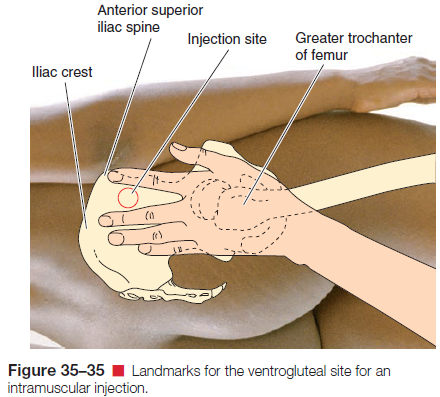 Anterior superior
iliac spine
Injection site
Greater trochanter
of femur
Iliac crest
Figure 35–35 ■ Landmarks for the ventrogluteal site for an
intramuscular injection.